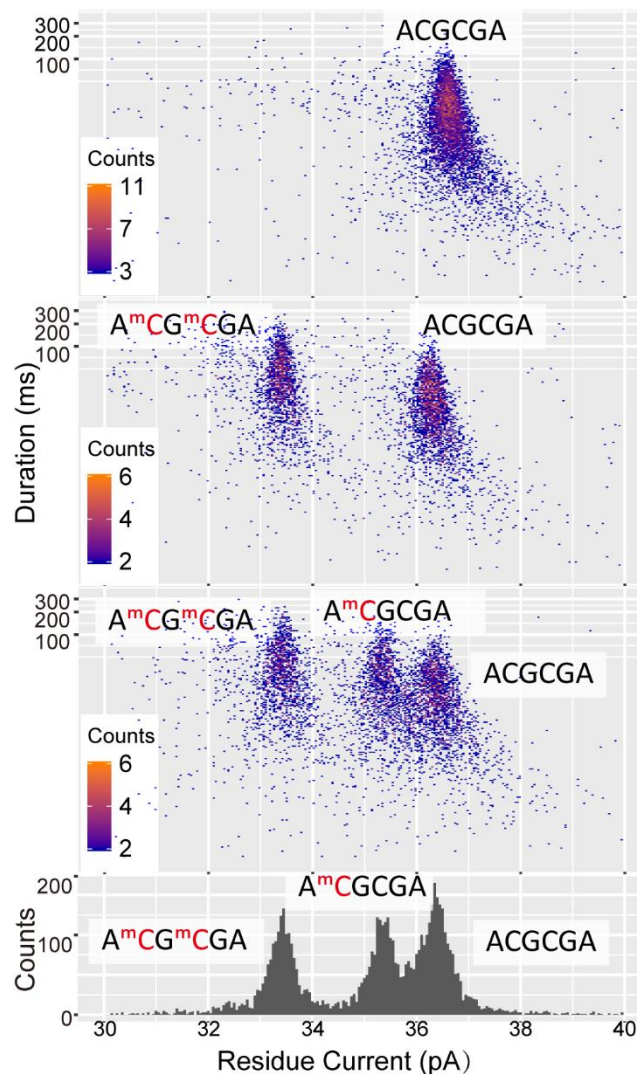 ACGCGA
300
200
100
Counts
11
7
3
AᵐCGᵐCGA
ACGCGA
300
200
100
Duration (ms)
Counts
6
4
2
AᵐCGᵐCGA
AᵐCGCGA
300
200
100
ACGCGA
Counts
6
4
2
200
AᵐCGCGA
AᵐCGᵐCGA
ACGCGA
100
Counts
0
30 32 34 36 38 40
Residue Current (pA)